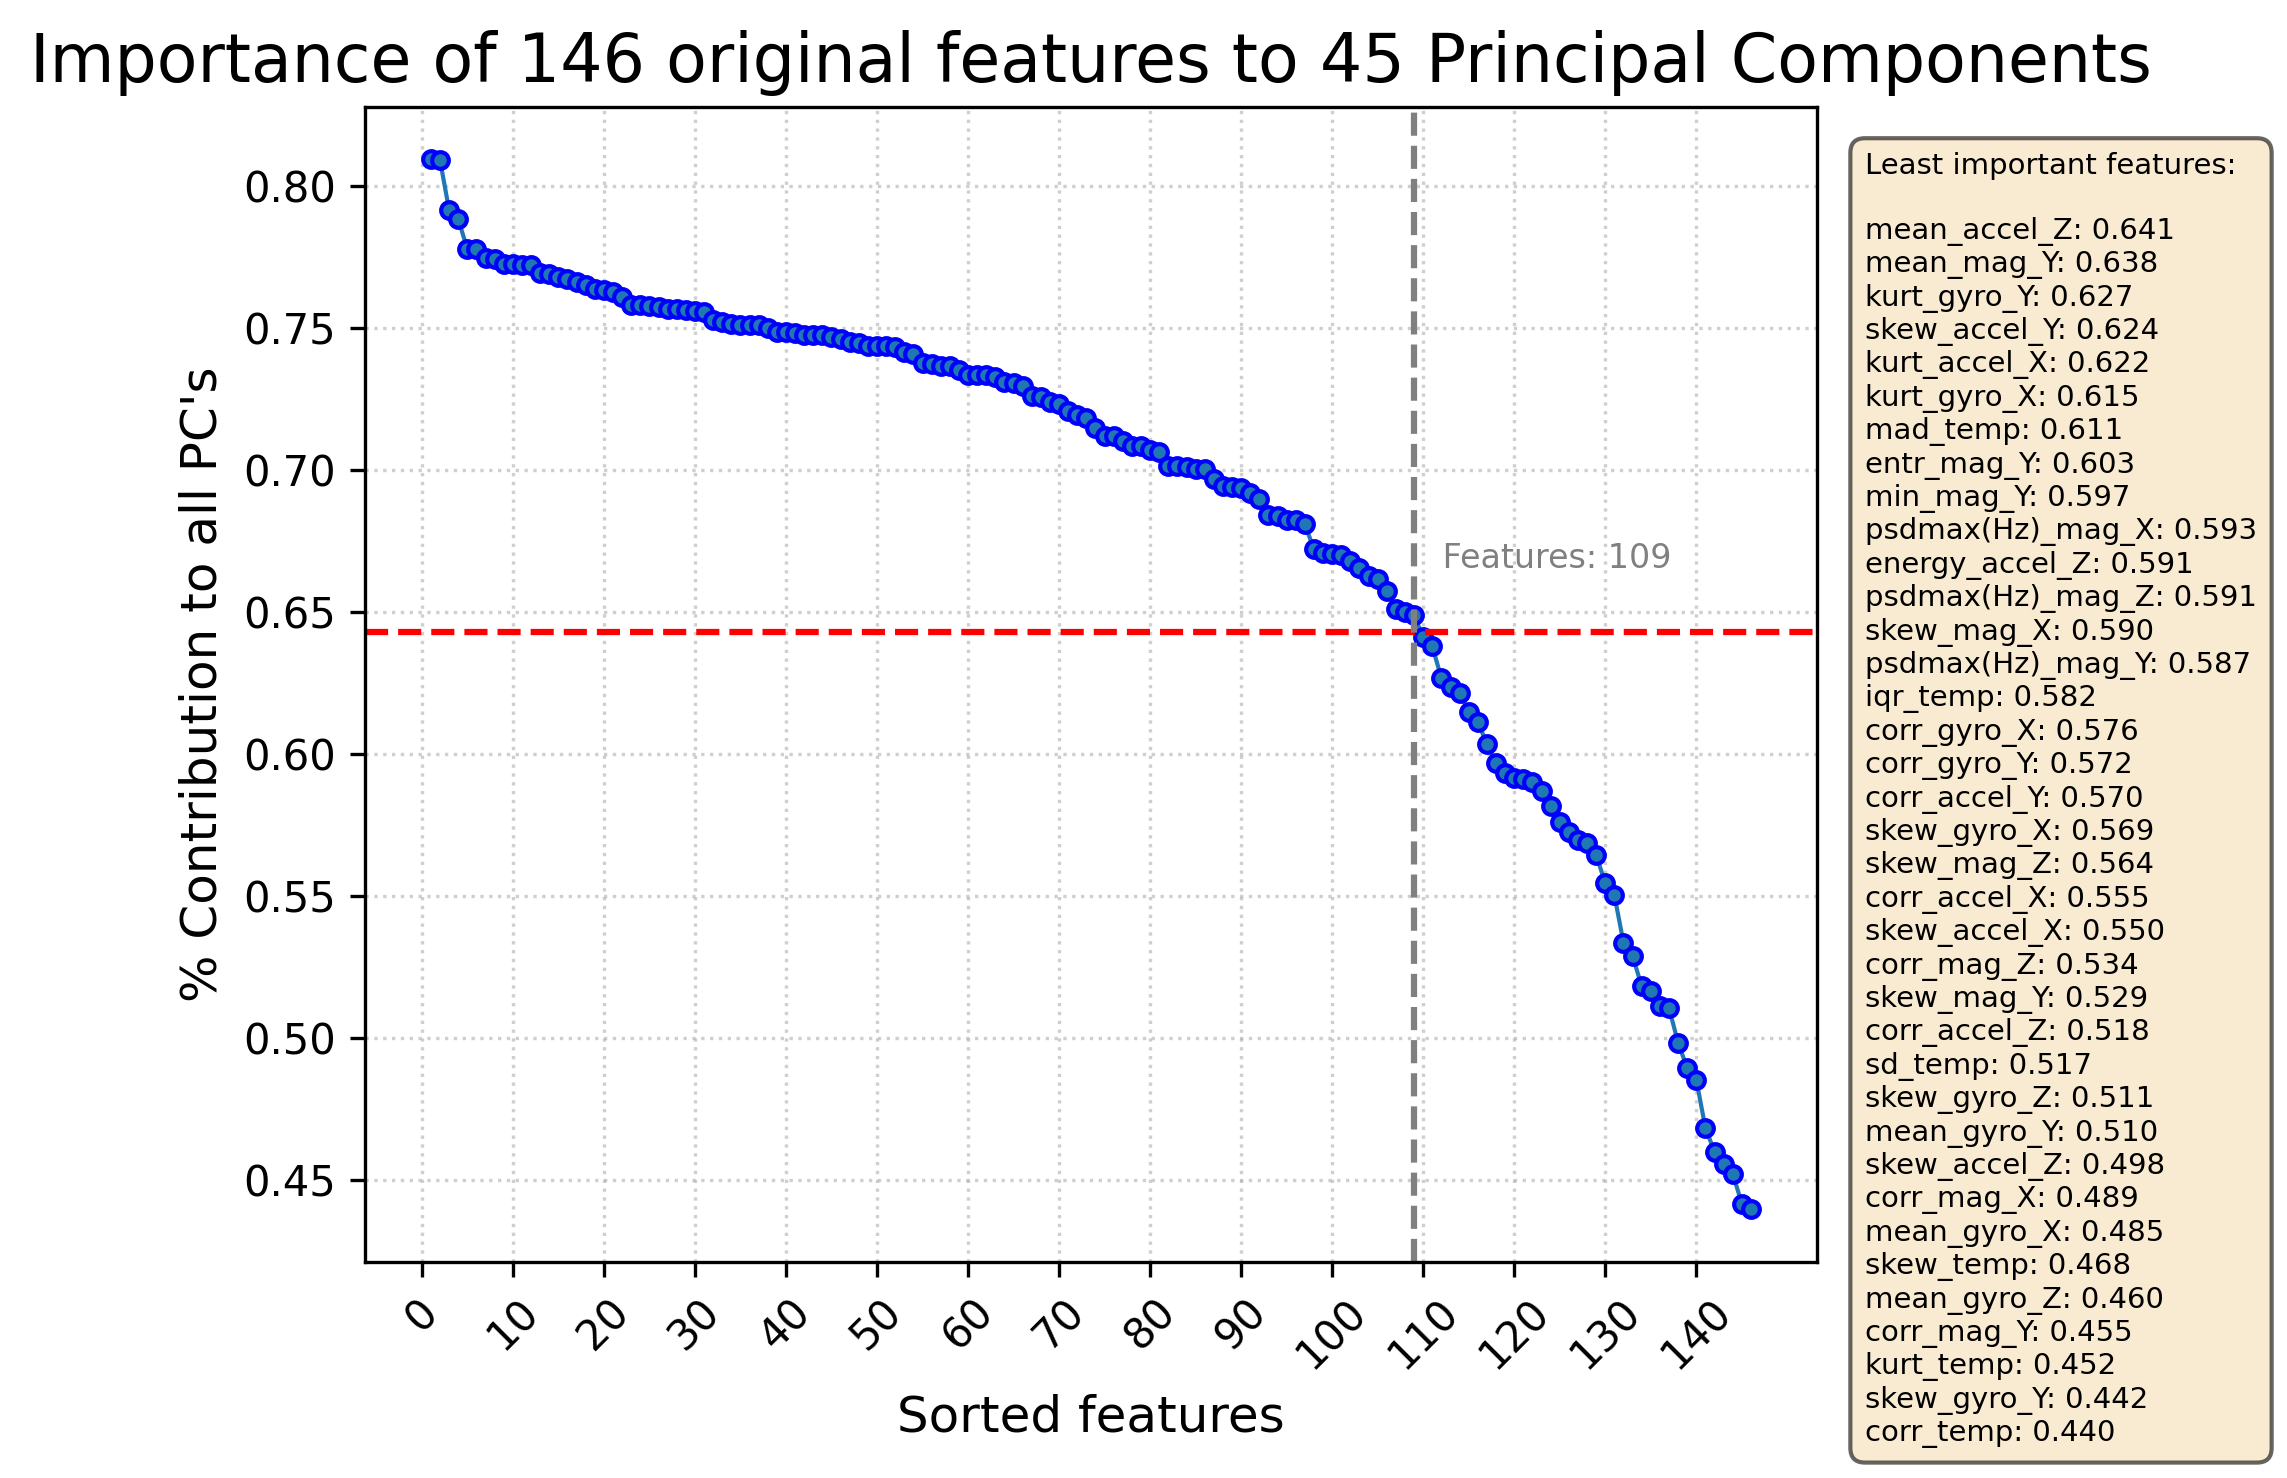 Importance of 146 original features to 45 Principal Components
% Contribution to all PC's
0.80
0.75
0.70
0.65
0.60
0.55
0.50
0.45
Features: 109
0
10
20
30
40
50
60
70
80
90
100
110
120
130
140
Sorted features
Least important features:
mean_accel_Z: 0.641
mean_mag_Y: 0.638
kurt_gyro_Y: 0.627
skew_accel_Y: 0.624
kurt_accel_X: 0.622
kurt_gyro_X: 0.615
mad_temp: 0.611
entr_mag_Y: 0.603
min_mag_Y: 0.597
psdmax(Hz)_mag_X: 0.593
energy_accel_Z: 0.591
psdmax(Hz)_mag_Z: 0.591
skew_mag_X: 0.590
psdmax(Hz)_mag_Y: 0.587
iqr_temp: 0.582
corr_gyro_X: 0.576
corr_gyro_Y: 0.572
corr_accel_Y: 0.570
skew_gyro_X: 0.569
skew_mag_Z: 0.564
corr_accel_X: 0.555
skew_accel_X: 0.550
corr_mag_Z: 0.534
skew_mag_Y: 0.529
corr_accel_Z: 0.518
sd_temp: 0.517
skew_gyro_Z: 0.511
mean_gyro_Y: 0.510
skew_accel_Z: 0.498
corr_mag_X: 0.489
mean_gyro_X: 0.485
skew_temp: 0.468
mean_gyro_Z: 0.460
corr_mag_Y: 0.455
kurt_temp: 0.452
skew_gyro_Y: 0.442
corr_temp: 0.440